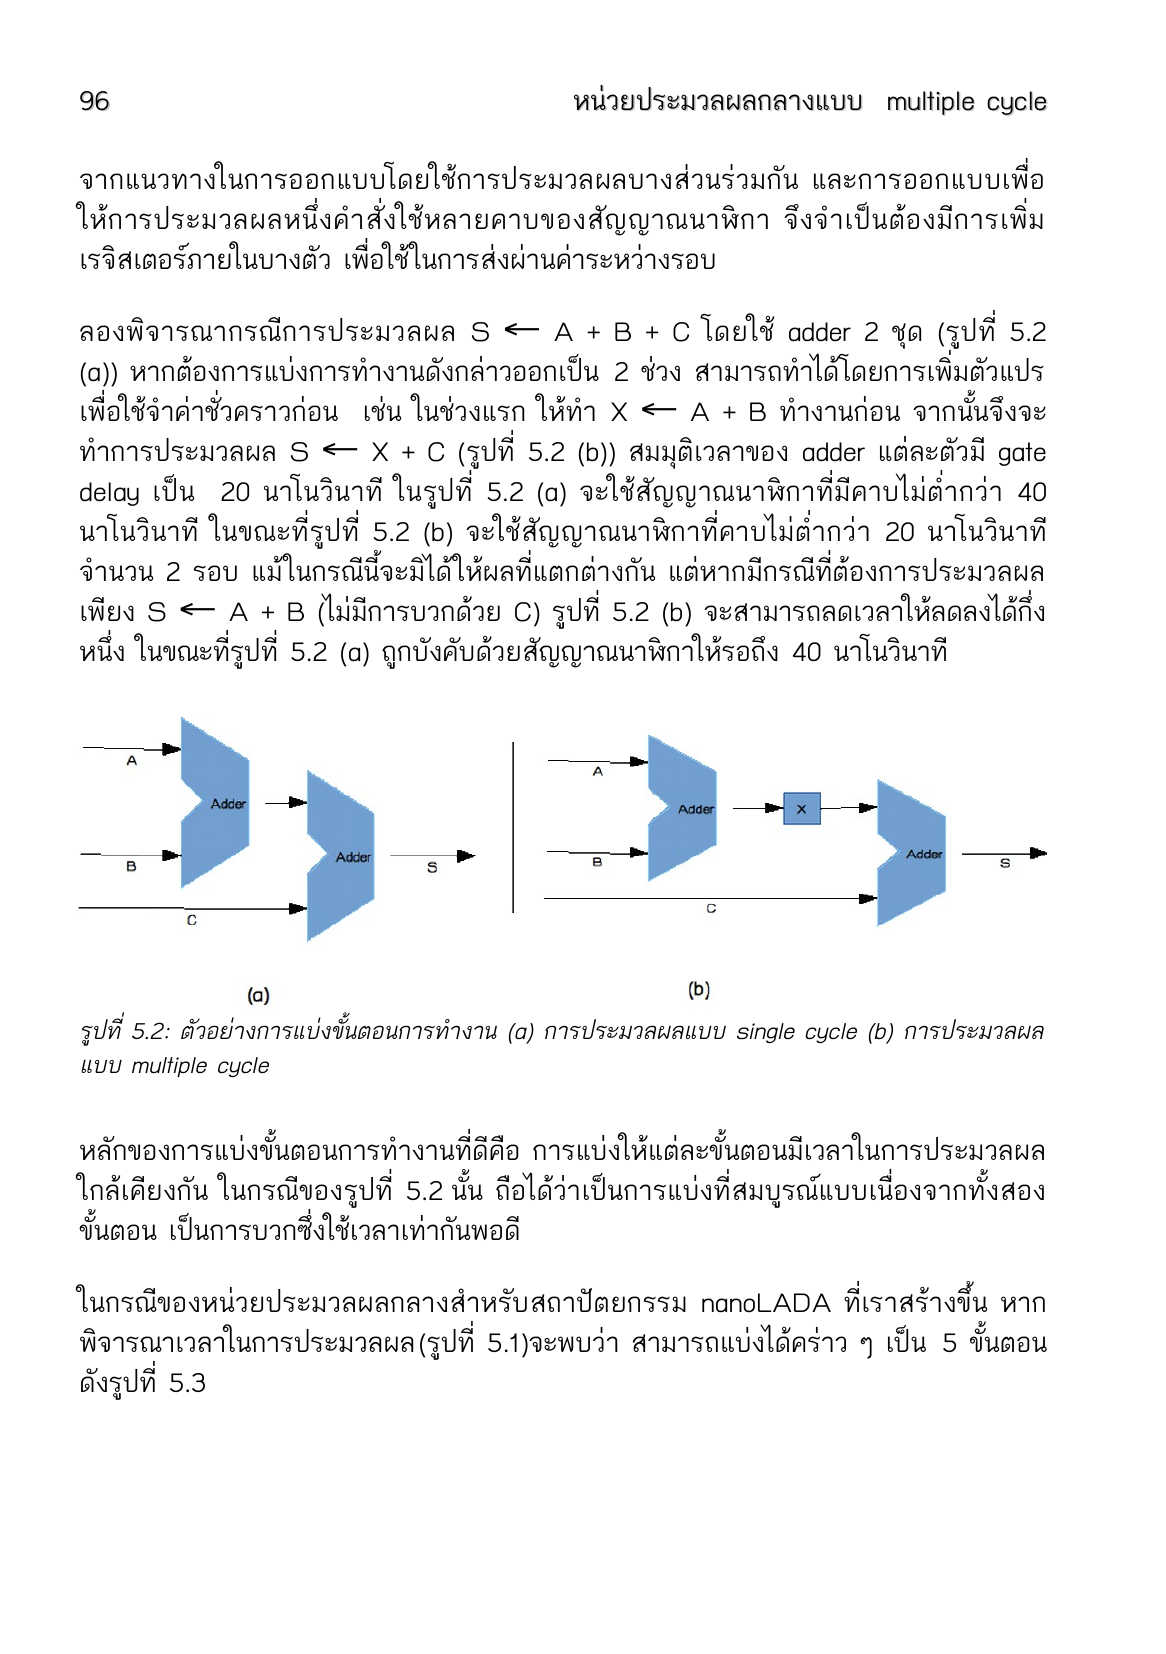 96 หน่วยประมวลผลกลางแบบ multiple cycle
จากแนวทางในการออกแบบโดยใช้การประมวลผลบางส่วนร่วมกัน และการออกแบบเพื่อ
ให้การประมวลผลหนึ่งคำสั่งใช้หลายคาบของสัญญาณนาฬิกา จึงจำเป็นต้องมีการเพิ่ม
เรจิสเตอร์ภายในบางตัว เพื่อใช้ในการส่งผ่านค่าระหว่างรอบ
ลองพิจารณากรณีการประมวลผล S ← A + B + C โดยใช้ adder 2 ชุด (รูปที่ 5.2
(a)) หากต้องการแบ่งการทำงานดังกล่าวออกเป็น 2 ช่วง สามารถทำได้โดยการเพิ่มตัวแปร
เพื่อใช้จำค่าชั่วคราวก่อน เช่น ในช่วงแรก ให้ทำ X ← A + B ทำงานก่อน จากนั้นจึงจะ
ทำการประมวลผล S ← X + C (รูปที่ 5.2 (b)) สมมุติเวลาของ adder แต่ละตัวมี gate
delay เป็น 20 นาโนวินาที ในรูปที่ 5.2 (a) จะใช้สัญญาณนาฬิกาที่มีคาบไม่ต่ำกว่า 40
นาโนวินาที ในขณะที่รูปที่ 5.2 (b) จะใช้สัญญาณนาฬิกาที่คาบไม่ต่ำกว่า 20 นาโนวินาที
จำนวน 2 รอบ แม้ในกรณีนี้จะมิได้ให้ผลที่แตกต่างกัน แต่หากมีกรณีที่ต้องการประมวลผล
เพียง S ← A + B (ไม่มีการบวกด้วย C) รูปที่ 5.2 (b) จะสามารถลดเวลาให้ลดลงได้กึ่ง
หนึ่ง ในขณะที่รูปที่ 5.2 (a) ถูกบังคับด้วยสัญญาณนาฬิกาให้รอถึง 40 นาโนวินาที
A
Adder
B
Adder
S
C
(a)
A
Adder
X
B
Adder
S
C
(b)
รูปที่ 5.2: ตัวอย่างการแบ่งขั้นตอนการทำงาน (a) การประมวลผลแบบ single cycle (b) การประมวลผล
แบบ multiple cycle
หลักของการแบ่งขั้นตอนการทำงานที่ดีคือ การแบ่งให้แต่ละขั้นตอนมีเวลาในการประมวลผล
ใกล้เคียงกัน ในกรณีของรูปที่ 5.2 นั้น ถือได้ว่าเป็นการแบ่งที่สมบูรณ์แบบเนื่องจากทั้งสอง
ขั้นตอน เป็นการบวกซึ่งใช้เวลาเท่ากันพอดี
ในกรณีของหน่วยประมวลผลกลางสำหรับสถาปัตยกรรม nanoLADA ที่เราสร้างขึ้น หาก
พิจารณาเวลาในการประมวลผล(รูปที่ 5.1)จะพบว่า สามารถแบ่งได้คร่าว ๆ เป็น 5 ขั้นตอน
ดังรูปที่ 5.3